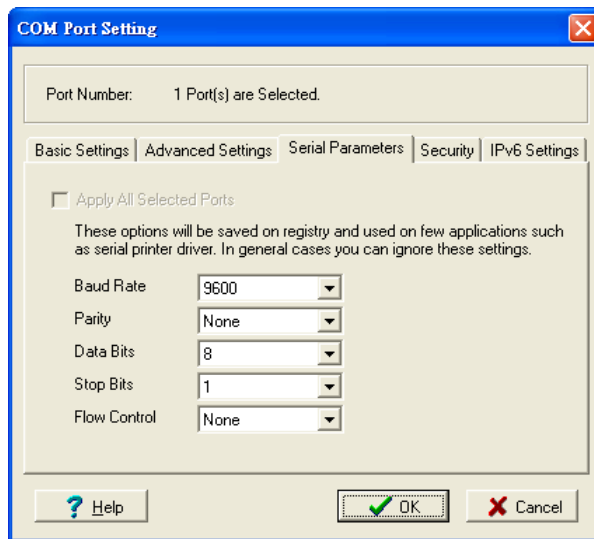 COM Port Setting
Port Number: 1 Port(s) are Selected.
Basic Settings Advanced Settings Serial Parameters Security IPv6 Settings
Apply All Selected Ports
These options will be saved on registry and used on few applications such
as serial printer driver. In general cases you can ignore these settings.
Baud Rate 9600
Parity None
Data Bits 8
Stop Bits 1
Flow Control None
Help OK Cancel